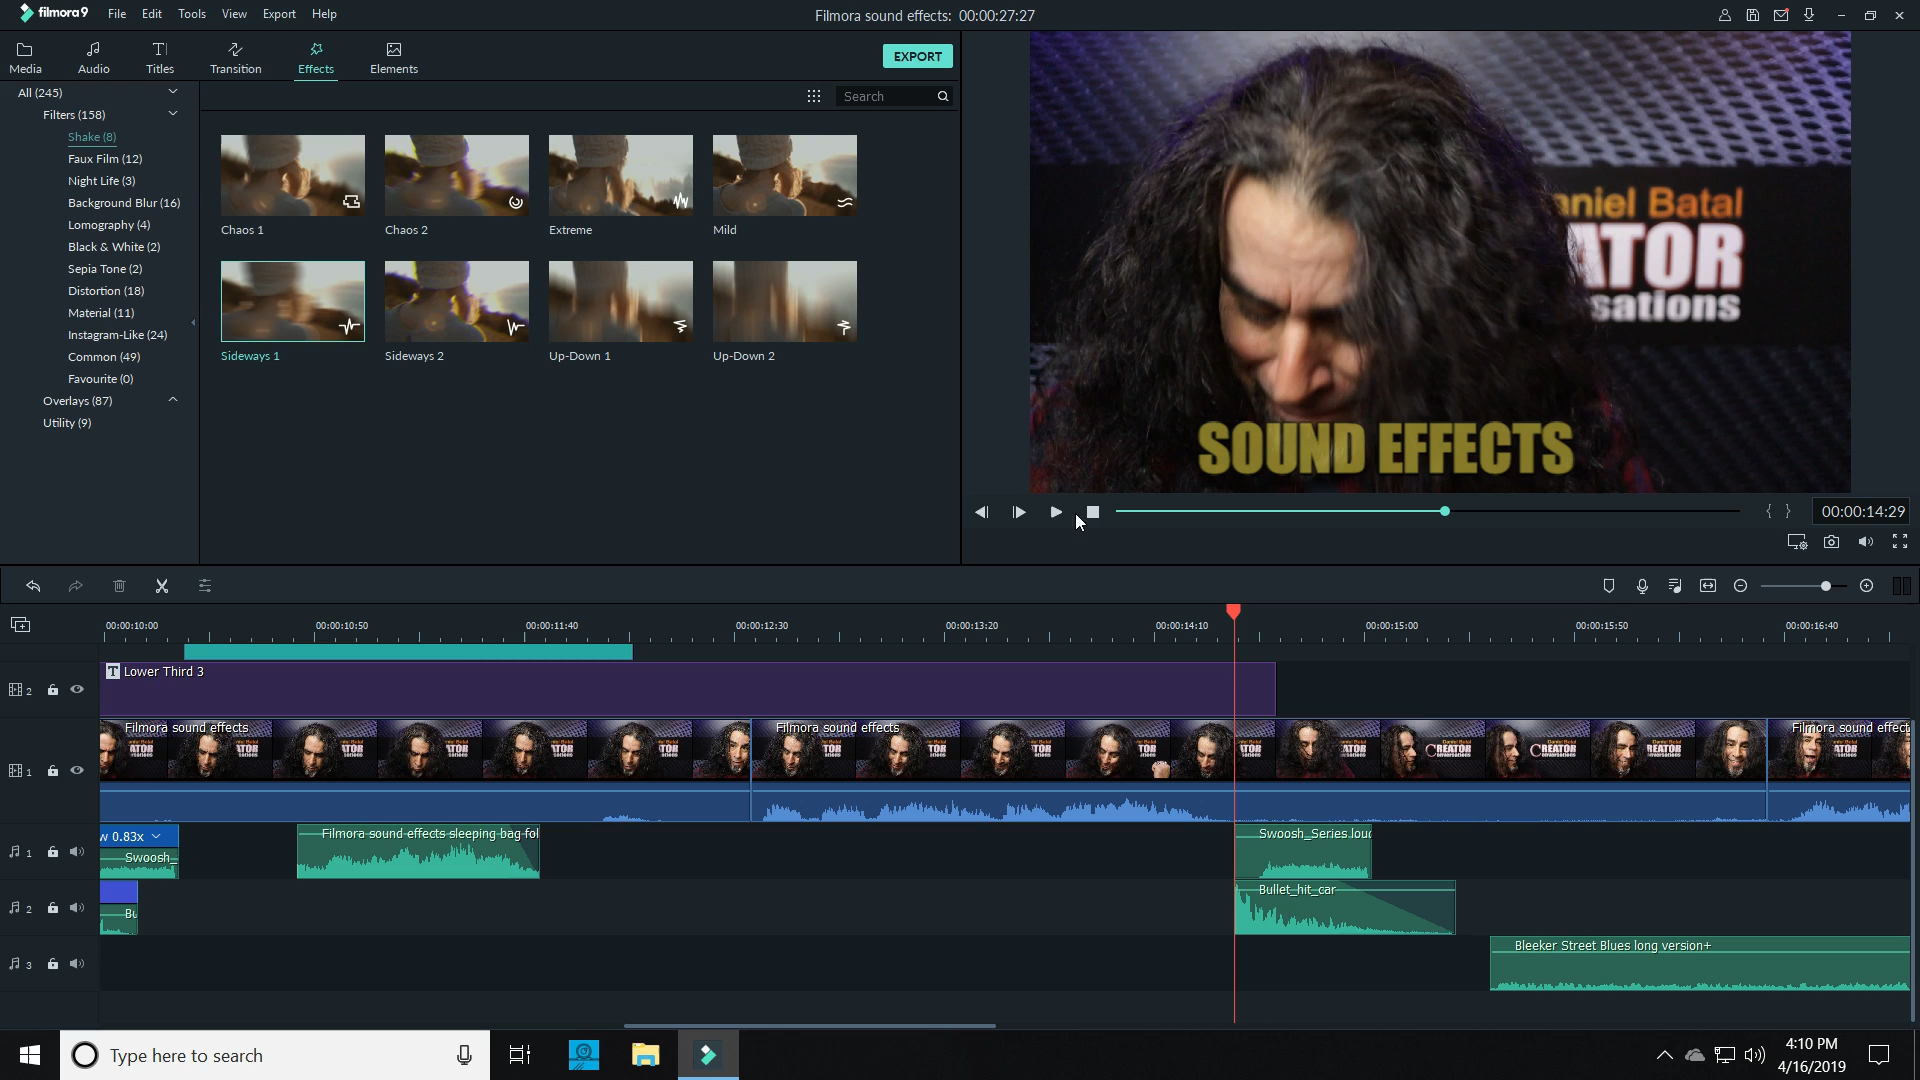 filmora9 File Edit Tools View Export Help Filmora sound effects: 00:00:27:27
Media Audio Titles Transition Effects Elements EXPORT
All (245)
Filters (158)
Shake (8)
Faux Film (12)
Night Life (3)
Background Blur (16)
Lomography (4)
Black & White (2)
Sepia Tone (2)
Distortion (18)
Material (11)
Instagram-Like (24)
Common (49)
Favourite (0)
Overlays (87)
Utility (9)
Search
Chaos 1 Chaos 2 Extreme Mild
Sideways 1 Sideways 2 Up-Down 1 Up-Down 2
aniel Batal
ATOR
sations
SOUND EFFECTS
00:00:14:29
00:00:10:00 00:00:10:50 00:00:11:40 00:00:12:30 00:00:13:20 00:00:14:10 00:00:15:00 00:00:15:50 00:00:16:40
T Lower Third 3
2
Filmora sound effects Filmora sound effects Filmora sound effect
1
w 0.83x
Swoosh_
Filmora sound effects sleeping bag fol
Swoosh_Series.lou
1
Bu
Bullet_hit_car
2
Bleeker Street Blues long version+
3
Type here to search
4:10 PM
4/16/2019